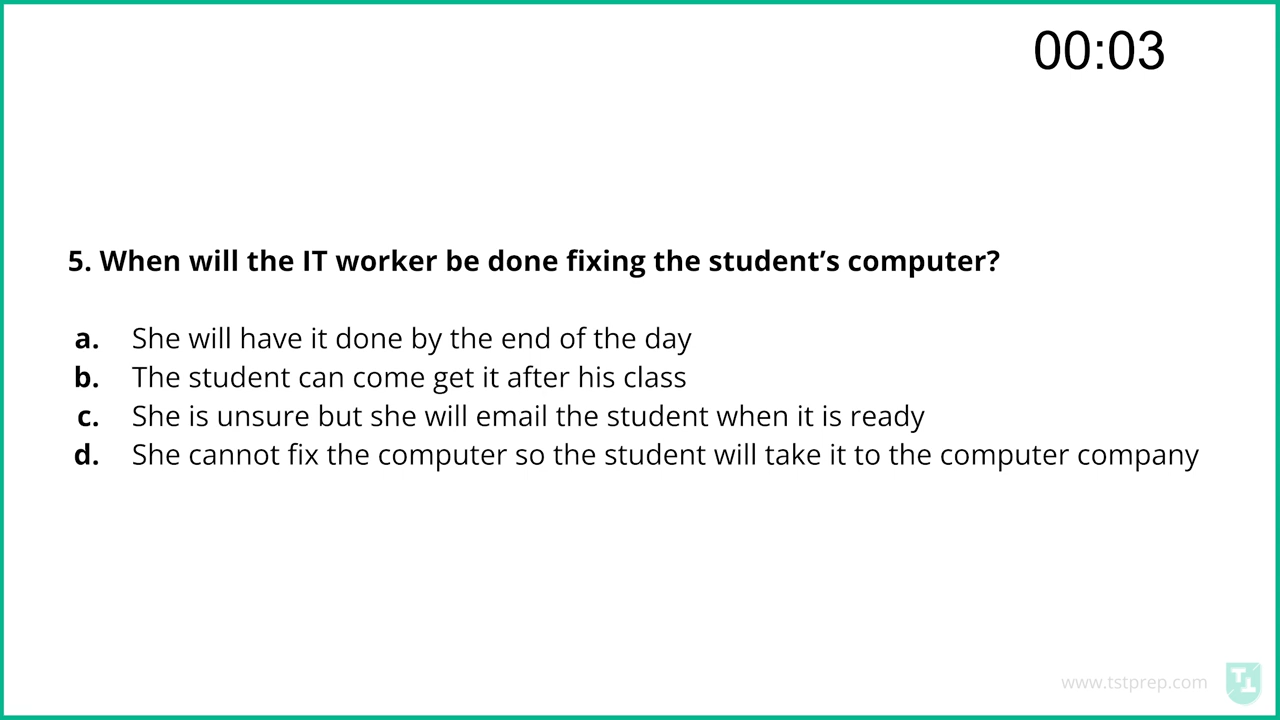 00:03
5. When will the IT worker be done fixing the student’s computer?
a. She will have it done by the end of the day
b. The student can come get it after his class
c. She is unsure but she will email the student when it is ready
d. She cannot fix the computer so the student will take it to the computer company
www.tstprep.com